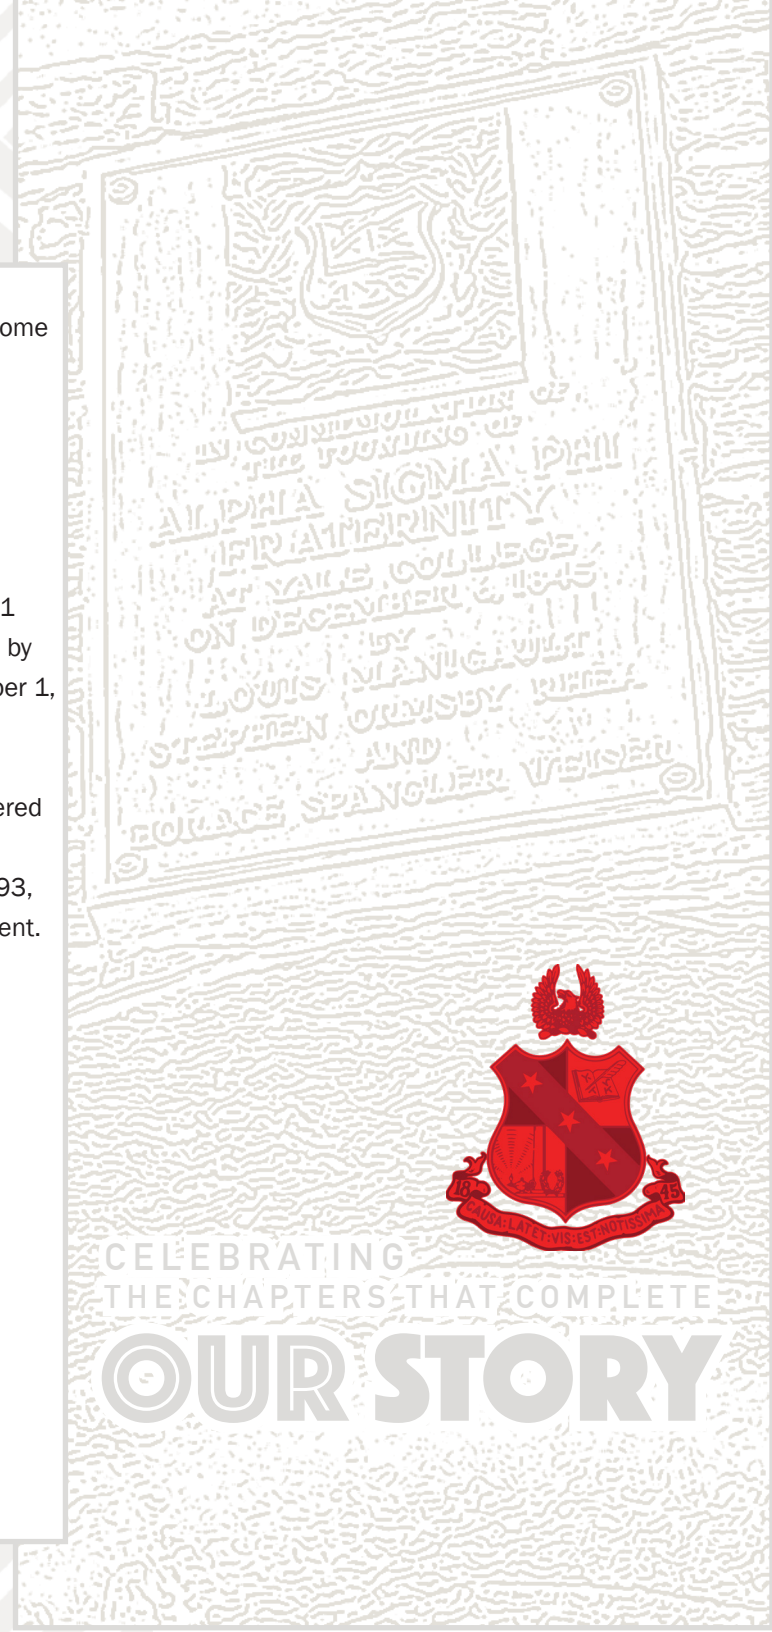 ome
1
by
er 1,
ered
93,
ent.
IN COMMEMORATION OF
THE FOUNDING OF
ALPHA SIGMA PHI
FRATERNITY
AT YALE COLLEGE
ON DECEMBER 6, 1845
BY
LOUIS MANIGAULT
STEPHEN ORMSBY RHEA
AND
HORACE SPANGLER WEISER
18 45
CAUSA:LATET:VIS:EST:NOTISSIMA
CELEBRATING
THE CHAPTERS THAT COMPLETE
OUR STORY